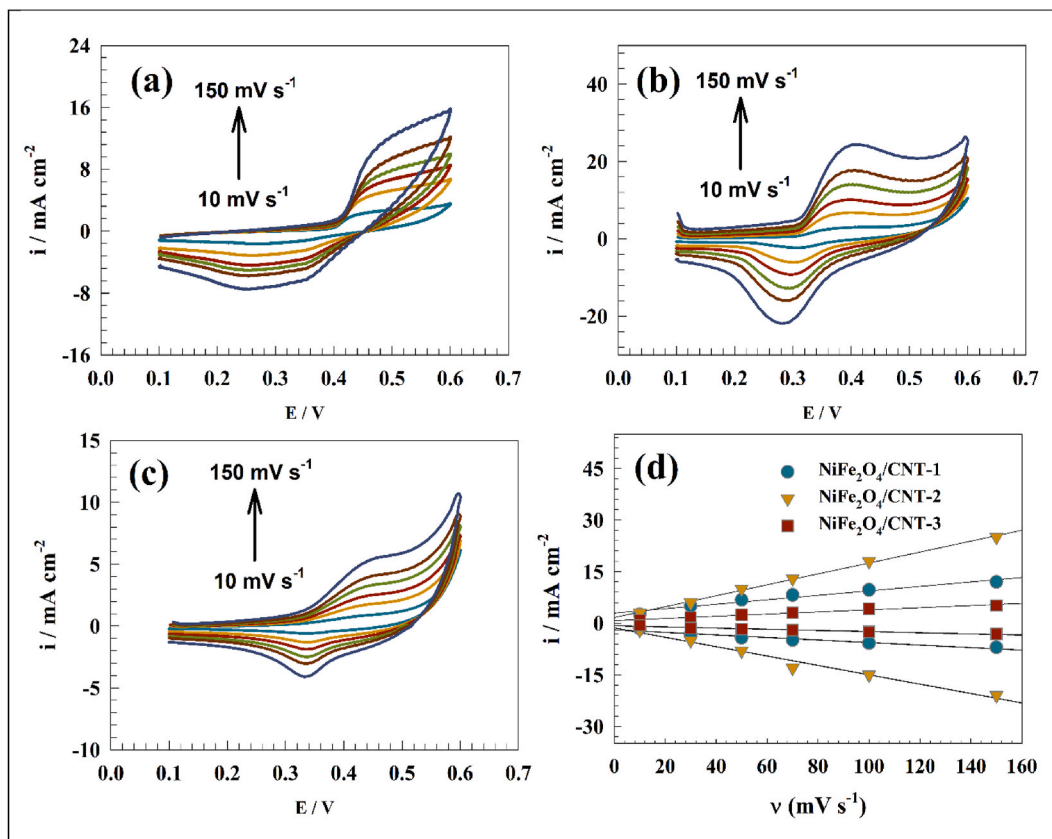 (a)
150 mV s⁻¹
10 mV s⁻¹
i / mA cm⁻²
24
16
8
0
-8
-16
0.0 0.1 0.2 0.3 0.4 0.5 0.6 0.7
E / V
(b)
150 mV s⁻¹
10 mV s⁻¹
i / mA cm⁻²
40
20
0
-20
0.0 0.1 0.2 0.3 0.4 0.5 0.6 0.7
E / V
(c)
150 mV s⁻¹
10 mV s⁻¹
i / mA cm⁻²
15
10
5
0
-5
-10
0.0 0.1 0.2 0.3 0.4 0.5 0.6 0.7
E / V
(d)
NiFe₂O₄/CNT-1
NiFe₂O₄/CNT-2
NiFe₂O₄/CNT-3
i / mA cm⁻²
45
30
15
0
-15
-30
0 20 40 60 80 100 120 140 160
ν (mV s⁻¹)